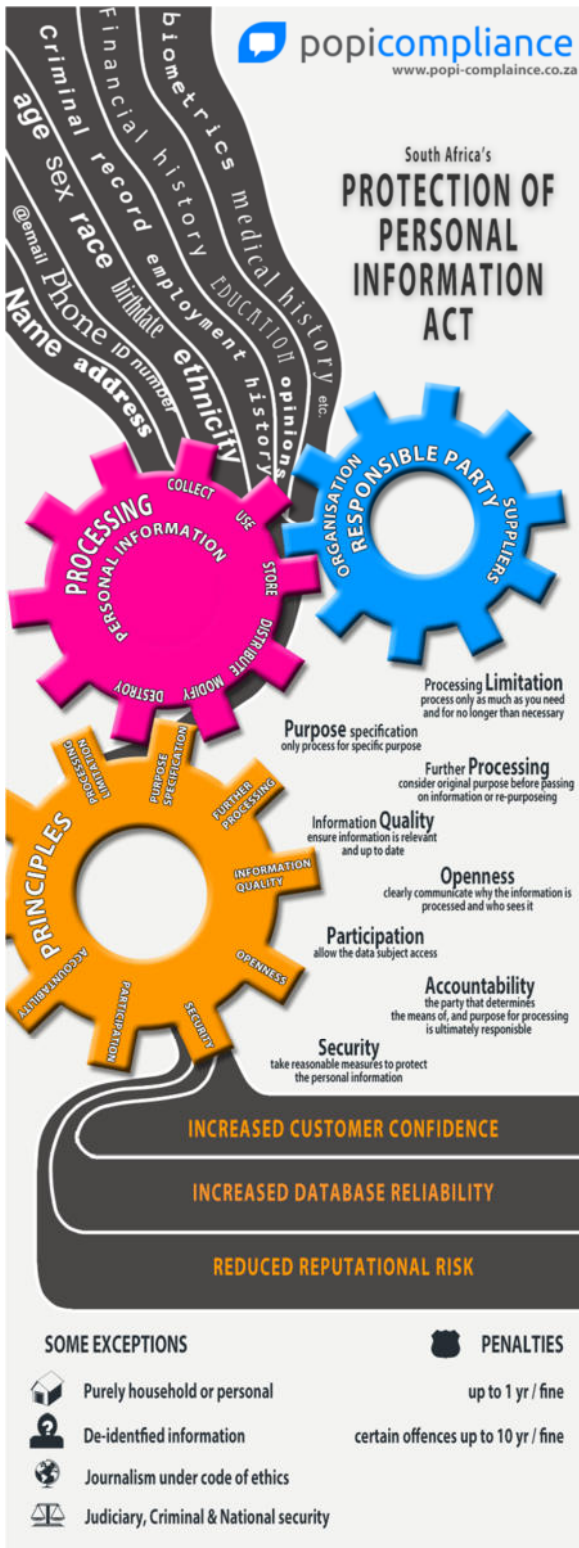 popicompliance
www.popi-complaince.co.za
South Africa's
PROTECTION OF
PERSONAL
INFORMATION
ACT
biometrics medical history etc.
Financial history EDUCATION opinions
Criminal record employment history
age sex race birthdate ethnicity
@email Phone ID number
Name address
PROCESSING
PERSONAL INFORMATION
COLLECT
USE
STORE
DISTRIBUTE
MODIFY
DESTROY
RESPONSIBLE PARTY
ORGANISATION
SUPPLIERS
Processing Limitation
process only as much as you need
and for no longer than necessary
Purpose specification
only process for specific purpose
Further Processing
consider original purpose before passing
on information or re-purposeing
Information Quality
ensure information is relevant
and up to date
Openness
clearly communicate why the information is
processed and who sees it
Participation
allow the data subject access
Accountability
the party that determines
the means of, and purpose for processing
is ultimately responisble
Security
take reasonable measures to protect
the personal information
PRINCIPLES
PROCESSING
LIMITATION
PURPOSE
SPECIFICATION
FURTHER
PROCESSING
INFORMATION
QUALITY
OPENNESS
SECURITY
PARTICIPATION
ACCOUNTABILITY
INCREASED CUSTOMER CONFIDENCE
INCREASED DATABASE RELIABILITY
REDUCED REPUTATIONAL RISK
SOME EXCEPTIONS
Purely household or personal
De-identfied information
Journalism under code of ethics
Judiciary, Criminal & National security
PENALTIES
up to 1 yr / fine
certain offences up to 10 yr / fine